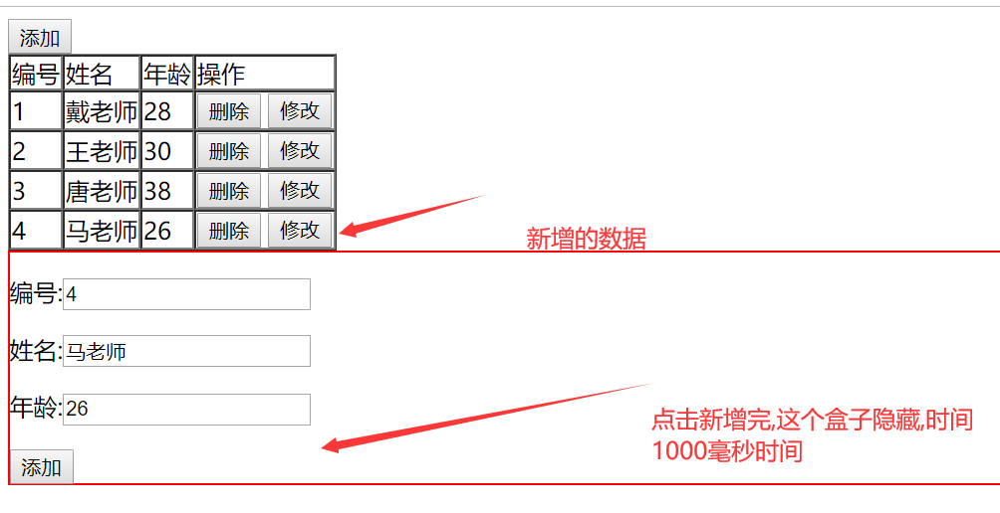 添加
编号 姓名 年龄 操作
1 戴老师 28 删除 修改
2 王老师 30 删除 修改
3 唐老师 38 删除 修改
4 马老师 26 删除 修改
新增的数据
编号:4
姓名:马老师
年龄:26
点击新增完,这个盒子隐藏,时间
1000毫秒时间
添加